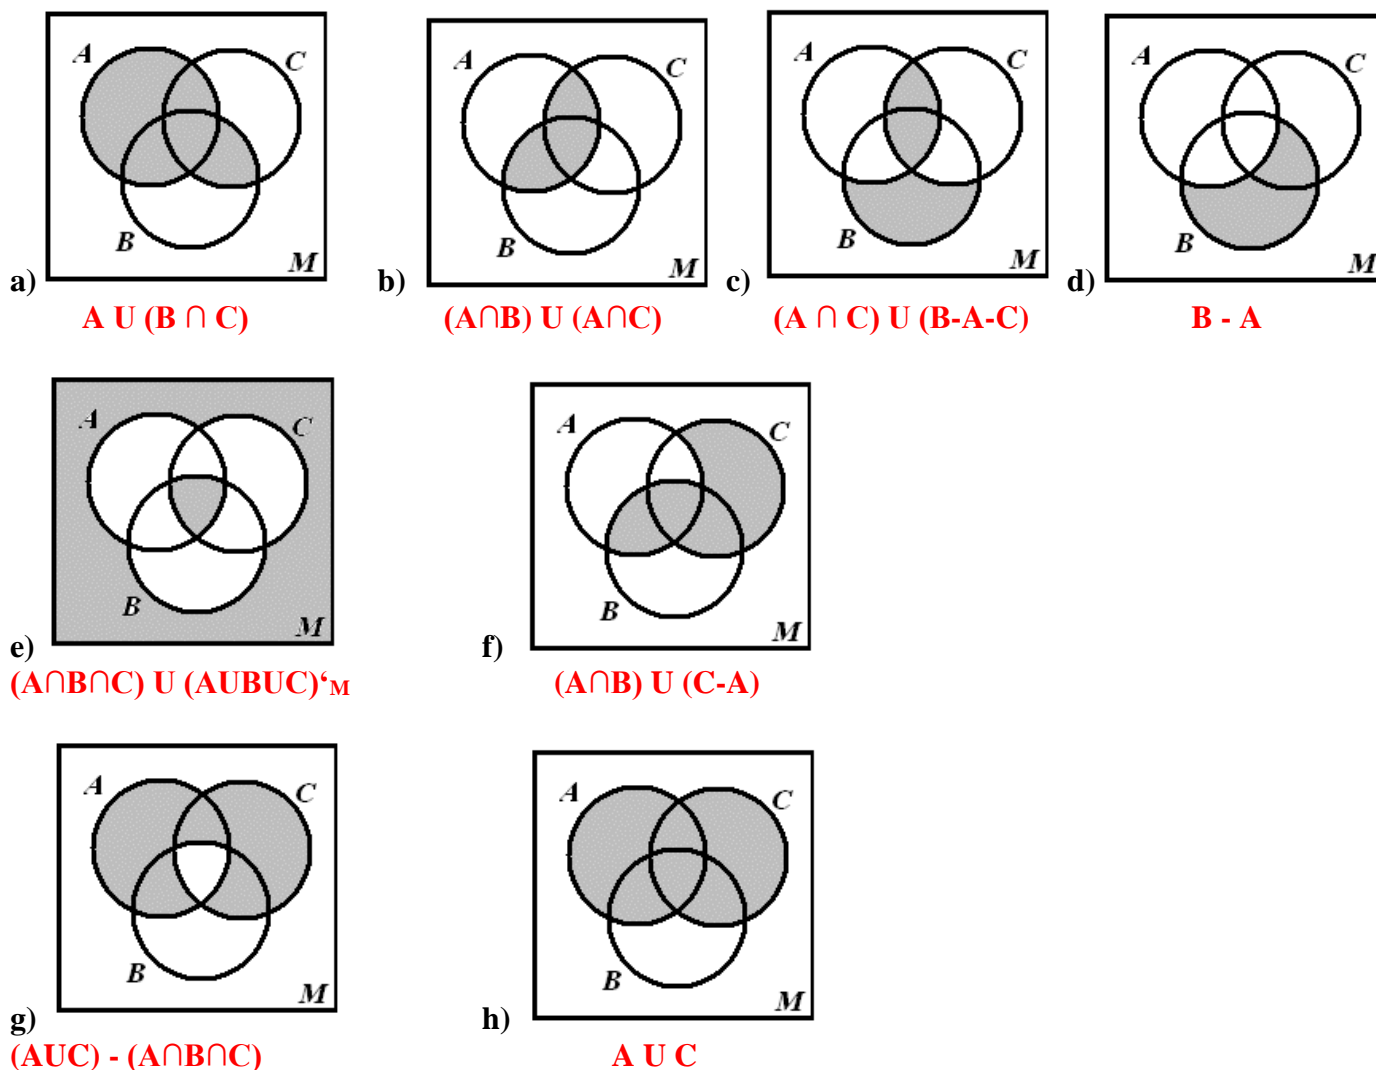 A C B M
a)
A U (B ∩ C)
A C B M
b)
(A∩B) U (A∩C)
A C B
c)
(A ∩ C) U (B-A-C)
A C B M
d)
B - A
A C B M
e)
(A∩B∩C) U (AUBUC)‘M
A C B M
f)
(A∩B) U (C-A)
A C B M
g)
(AUC) - (A∩B∩C)
A C B M
h)
A U C